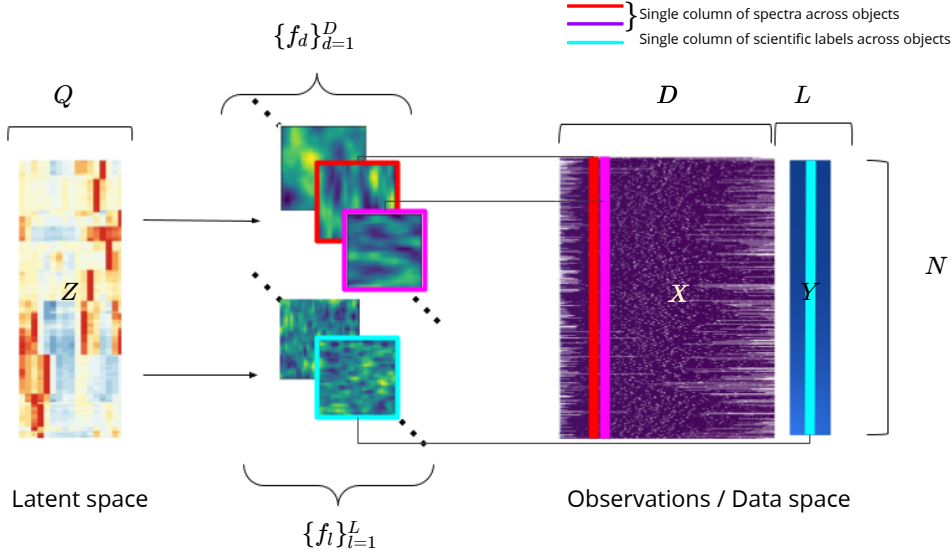 Single column of spectra across objects
Single column of scientific labels across objects
{f_d}_{d=1}^D
Q
D
L
Z
X
Y
N
Latent space
Observations / Data space
{f_l}_{l=1}^L